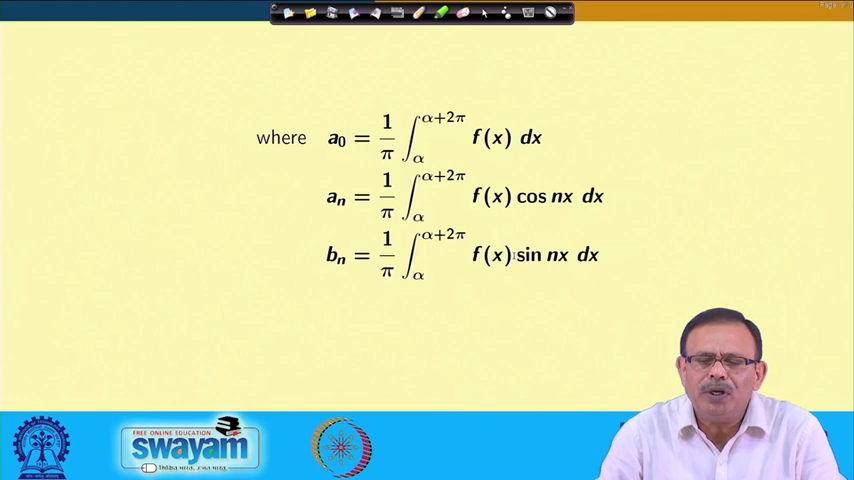 where a₀ = 1/π ∫_α^{α+2π} f(x) dx
aₙ = 1/π ∫_α^{α+2π} f(x) cos nx dx
bₙ = 1/π ∫_α^{α+2π} f(x) sin nx dx
FREE ONLINE EDUCATION
swayam